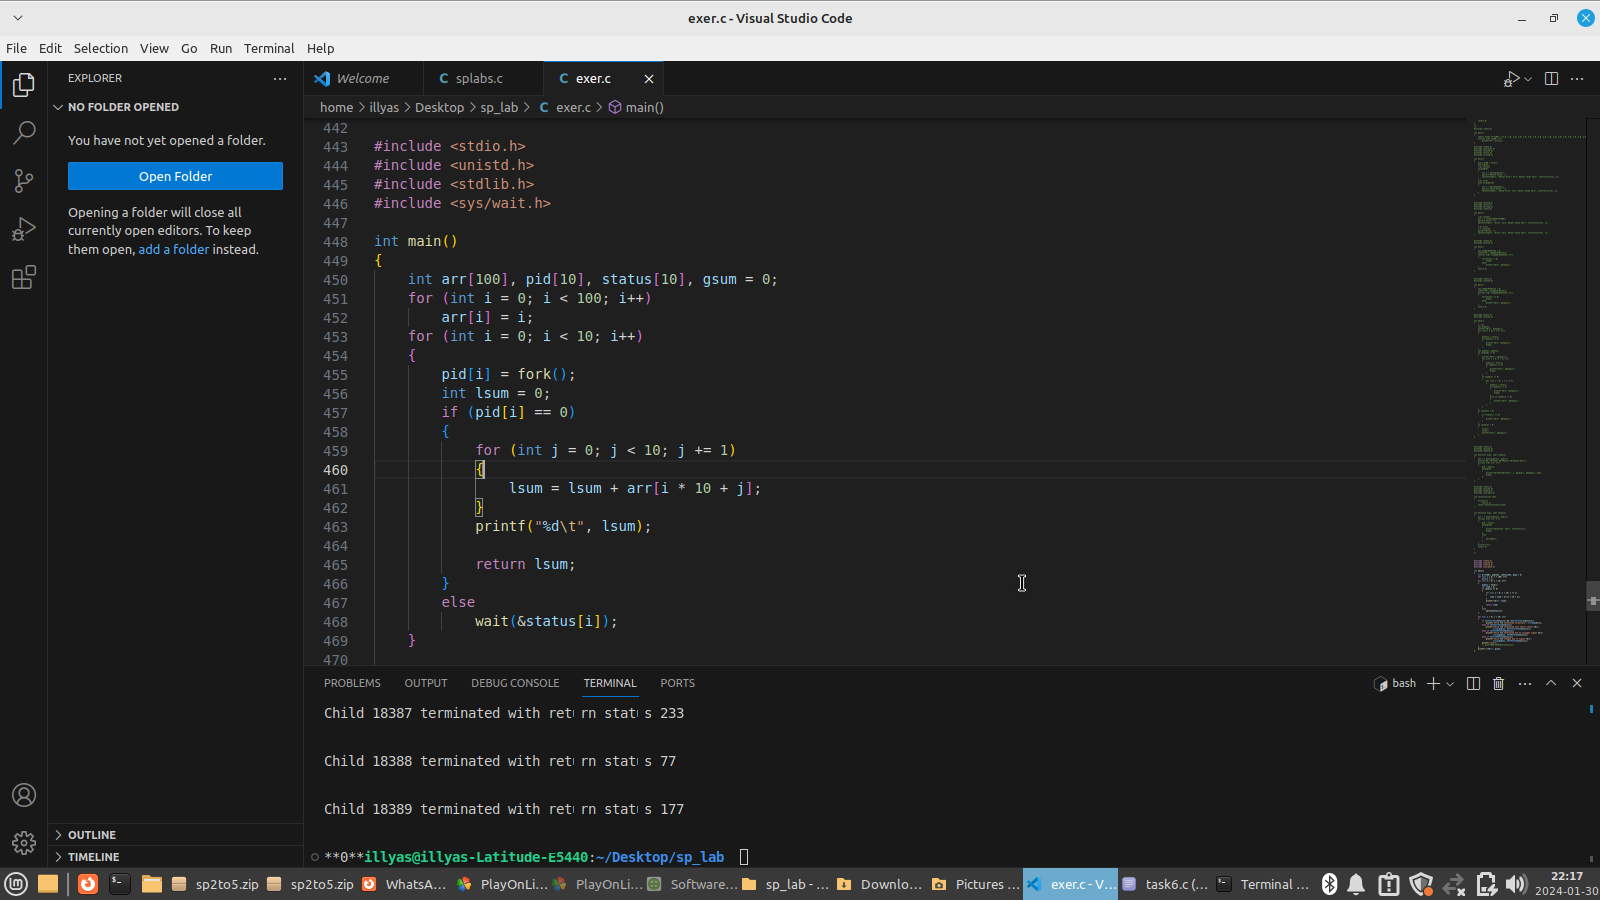 exer.c - Visual Studio Code
File Edit Selection View Go Run Terminal Help
EXPLORER
NO FOLDER OPENED
You have not yet opened a folder.
Open Folder
Opening a folder will close all
currently open editors. To keep
them open, add a folder instead.
OUTLINE
TIMELINE
Welcome C splabs.c C exer.c
home > illyas > Desktop > sp_lab > C exer.c > main()
442
443 #include <stdio.h>
444 #include <unistd.h>
445 #include <stdlib.h>
446 #include <sys/wait.h>
447
448 int main()
449 {
450 int arr[100], pid[10], status[10], gsum = 0;
451 for (int i = 0; i < 100; i++)
452 arr[i] = i;
453 for (int i = 0; i < 10; i++)
454 {
455 pid[i] = fork();
456 int lsum = 0;
457 if (pid[i] == 0)
458 {
459 for (int j = 0; j < 10; j += 1)
460 {
461 lsum = lsum + arr[i * 10 + j];
462 }
463 printf("%d\t", lsum);
464
465 return lsum;
466 }
467 else
468 wait(&status[i]);
469 }
470
PROBLEMS OUTPUT DEBUG CONSOLE TERMINAL PORTS bash
Child 18387 terminated with return status 233
Child 18388 terminated with return status 77
Child 18389 terminated with return status 177
**0**illyas@illyas-Latitude-E5440:~/Desktop/sp_lab
sp2to5.zip sp2to5.zip WhatsA... PlayOnLi... PlayOnLi... Software... sp_lab - ... Downlo... Pictures ... exer.c - V... task6.c (... Terminal ... 22:17
2024-01-30